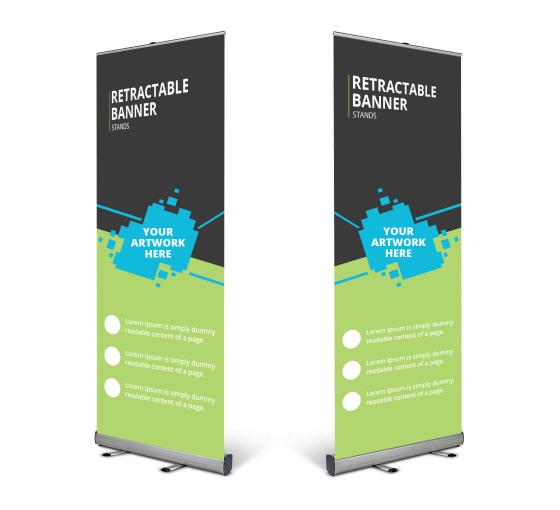 RETRACTABLE
BANNER
STANDS
YOUR
ARTWORK
HERE
Lorem Ipsum is simply dummy
readable content of a page.
Lorem Ipsum is simply dummy
readable content of a page.
Lorem Ipsum is simply dummy
readable content of a page.
RETRACTABLE
BANNER
STANDS
YOUR
ARTWORK
HERE
Lorem Ipsum is simply dummy
readable content of a page.
Lorem Ipsum is simply dummy
readable content of a page.
Lorem Ipsum is simply dummy
readable content of a page.